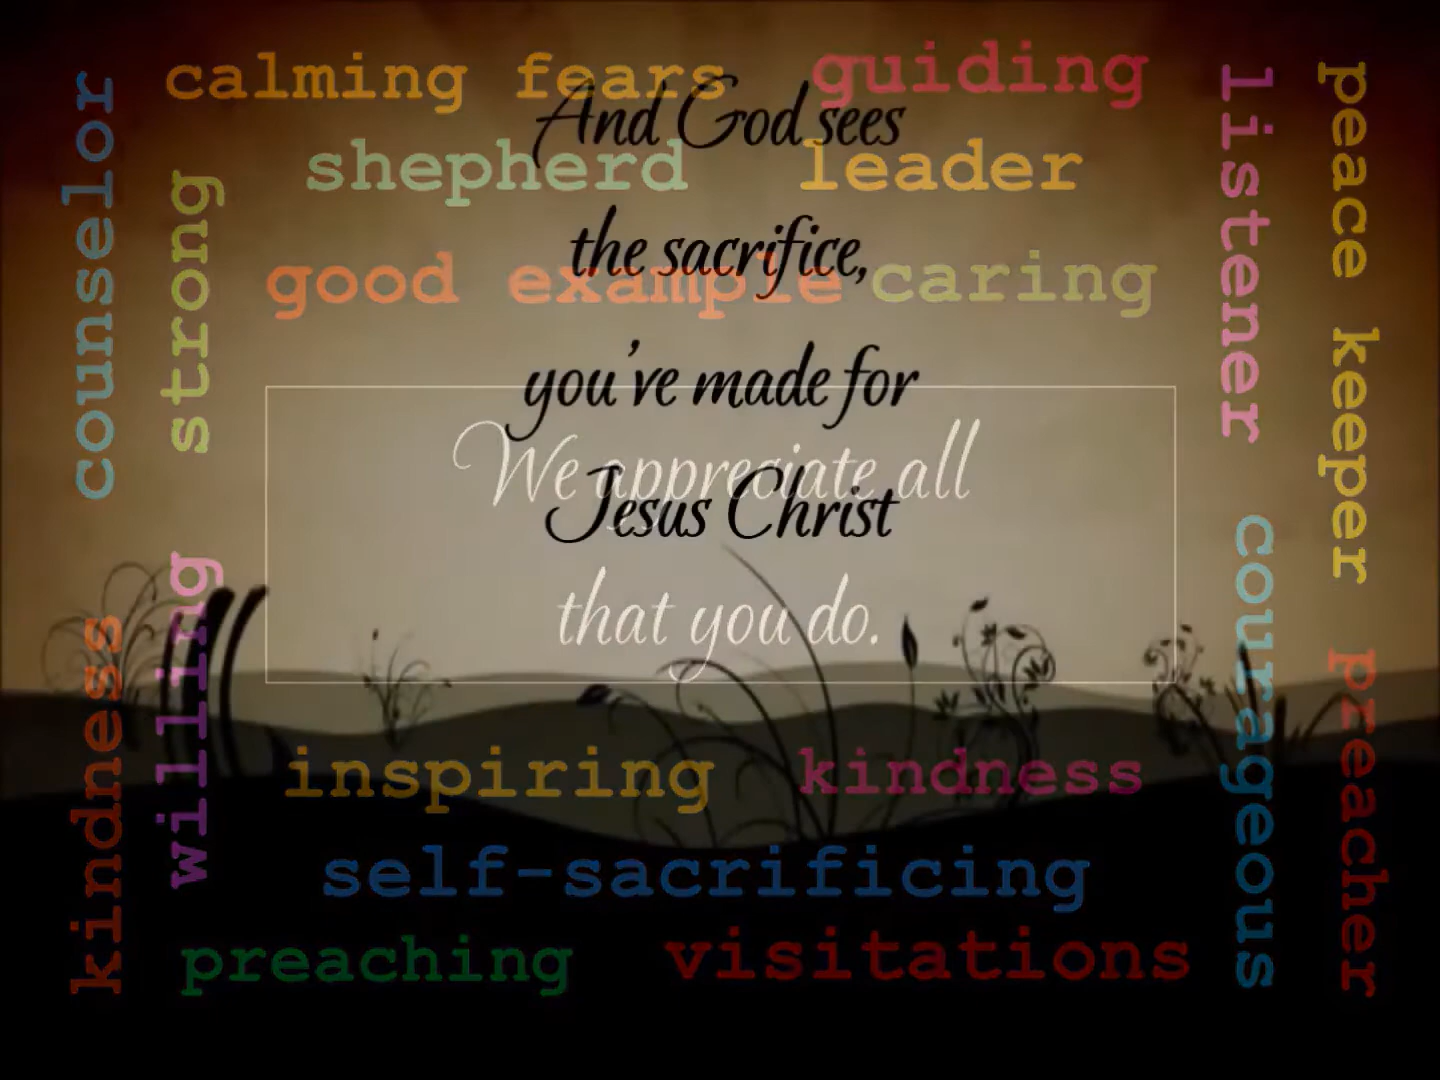 calming fears
guiding
And God sees
shepherd
leader
the sacrifice,
good example
caring
you've made for
We appreciate all
Jesus Christ
that you do.
counselor
strong
listener
peace keeper
kindness
willing
courageous
preacher
inspiring
kindness
self-sacrificing
preaching
visitations